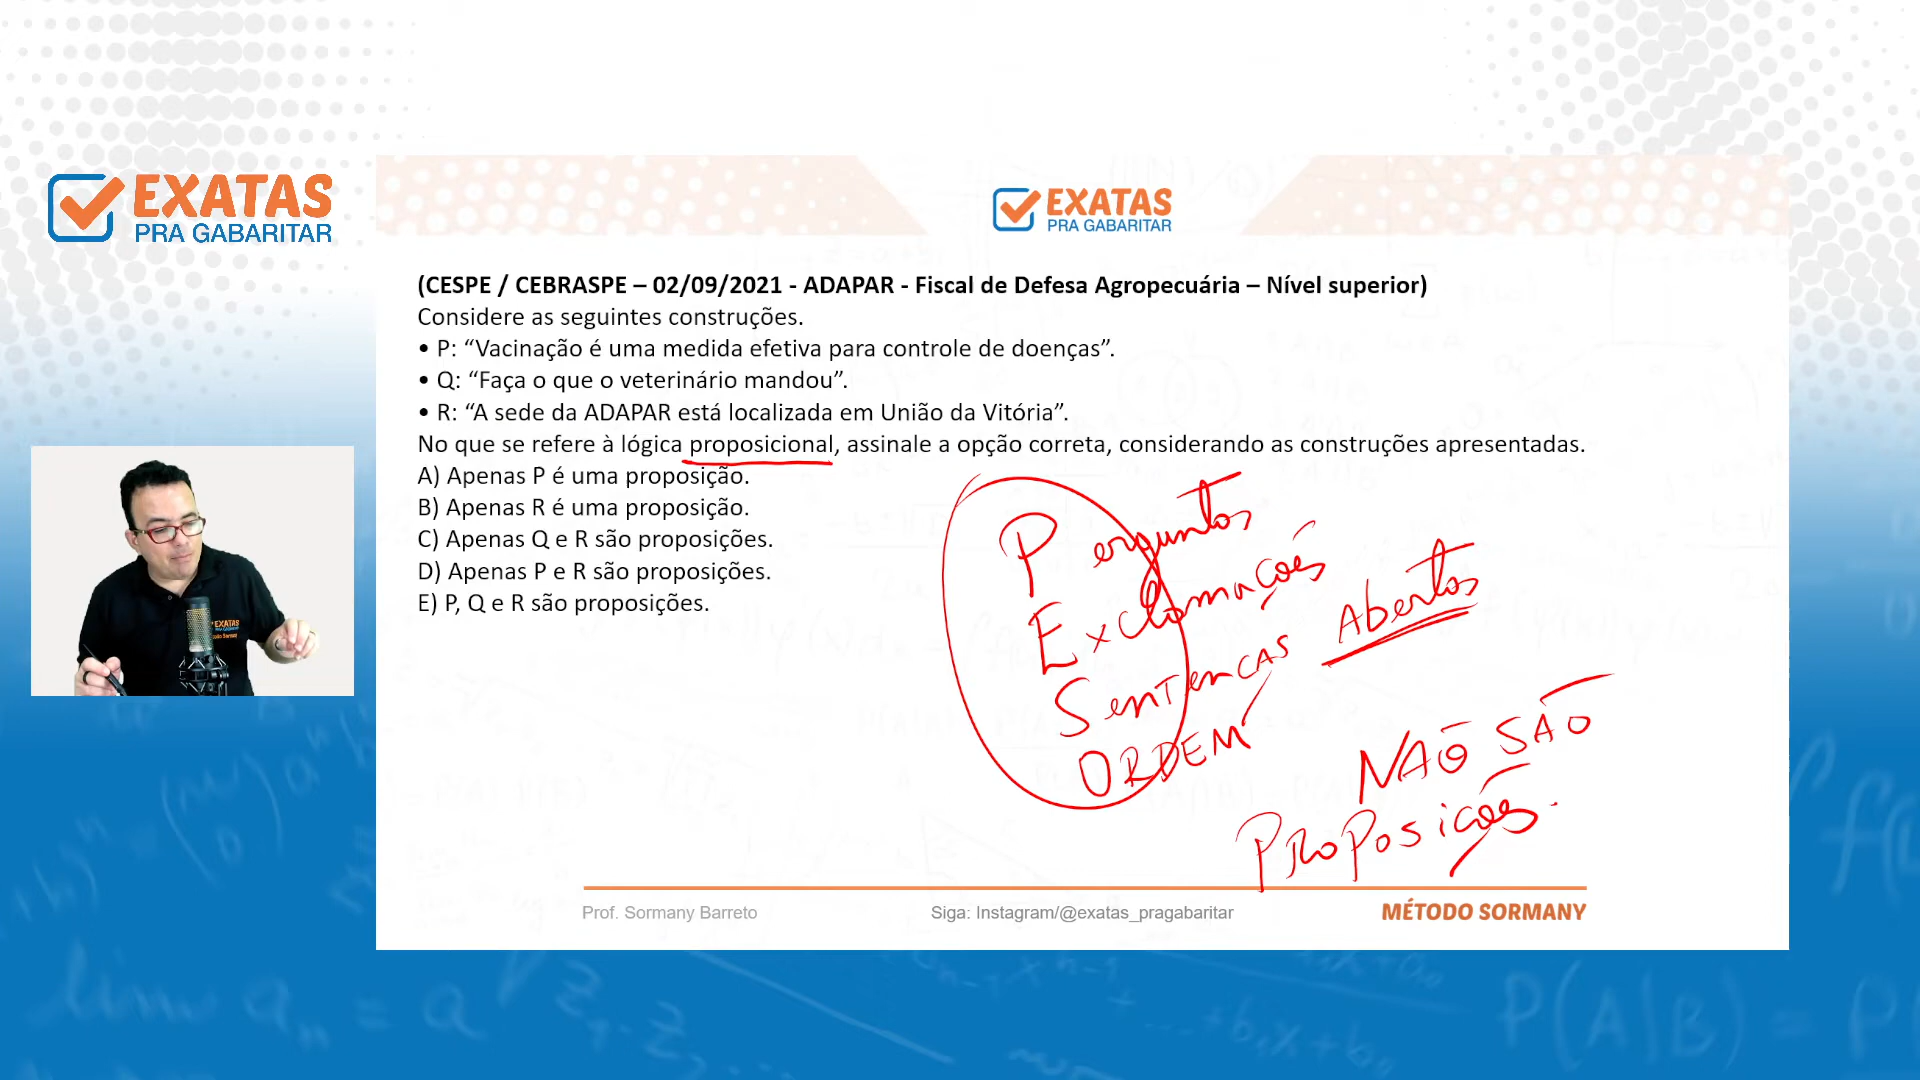 EXATAS
PRA GABARITAR
EXATAS
PRA GABARITAR
(CESPE / CEBRASPE – 02/09/2021 - ADAPAR - Fiscal de Defesa Agropecuária – Nível superior)
Considere as seguintes construções.
• P: “Vacinação é uma medida efetiva para controle de doenças”.
• Q: “Faça o que o veterinário mandou”.
• R: “A sede da ADAPAR está localizada em União da Vitória”.
No que se refere à lógica proposicional, assinale a opção correta, considerando as construções apresentadas.
A) Apenas P é uma proposição.
B) Apenas R é uma proposição.
C) Apenas Q e R são proposições.
D) Apenas P e R são proposições.
E) P, Q e R são proposições.
Perguntas
Exclamações
Sentenças Abertas
ORDEM
NÃO SÃO
PROPOSIÇÕES.
Prof. Sormany Barreto
Siga: Instagram/@exatas_pragabaritar
MÉTODO SORMANY